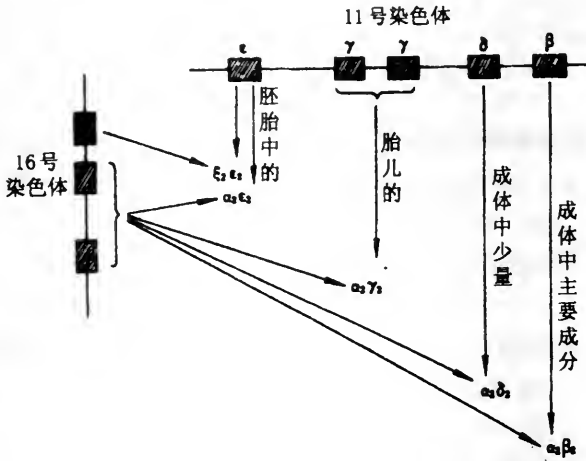 11号染色体
ε γ γ δ β
胚胎中的
胎儿的
成体中少量
成体中主要成分
16号
染色体
ξ₂ε₂
α₂ε₂
α₂γ₂
α₂δ₂
α₂β₂